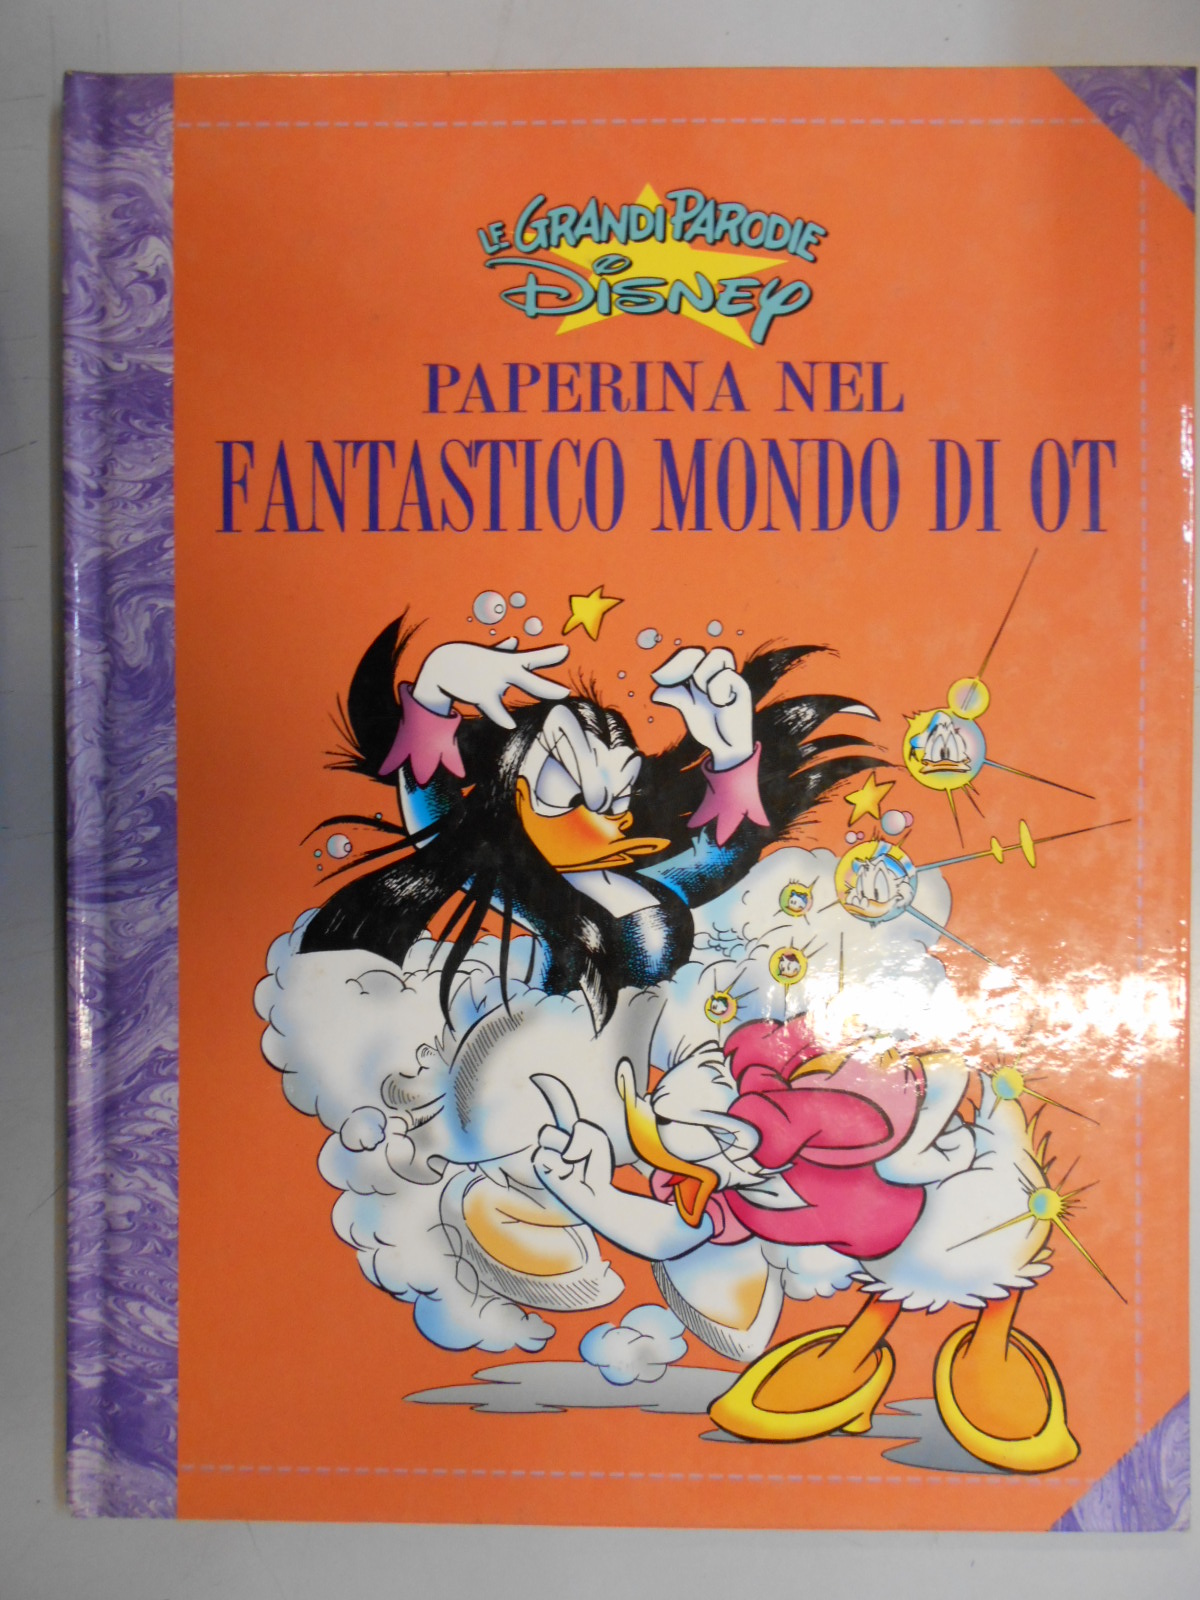 LE GRANDI PARODIE
DISNEY
PAPERINA NEL
FANTASTICO MONDO DI OT